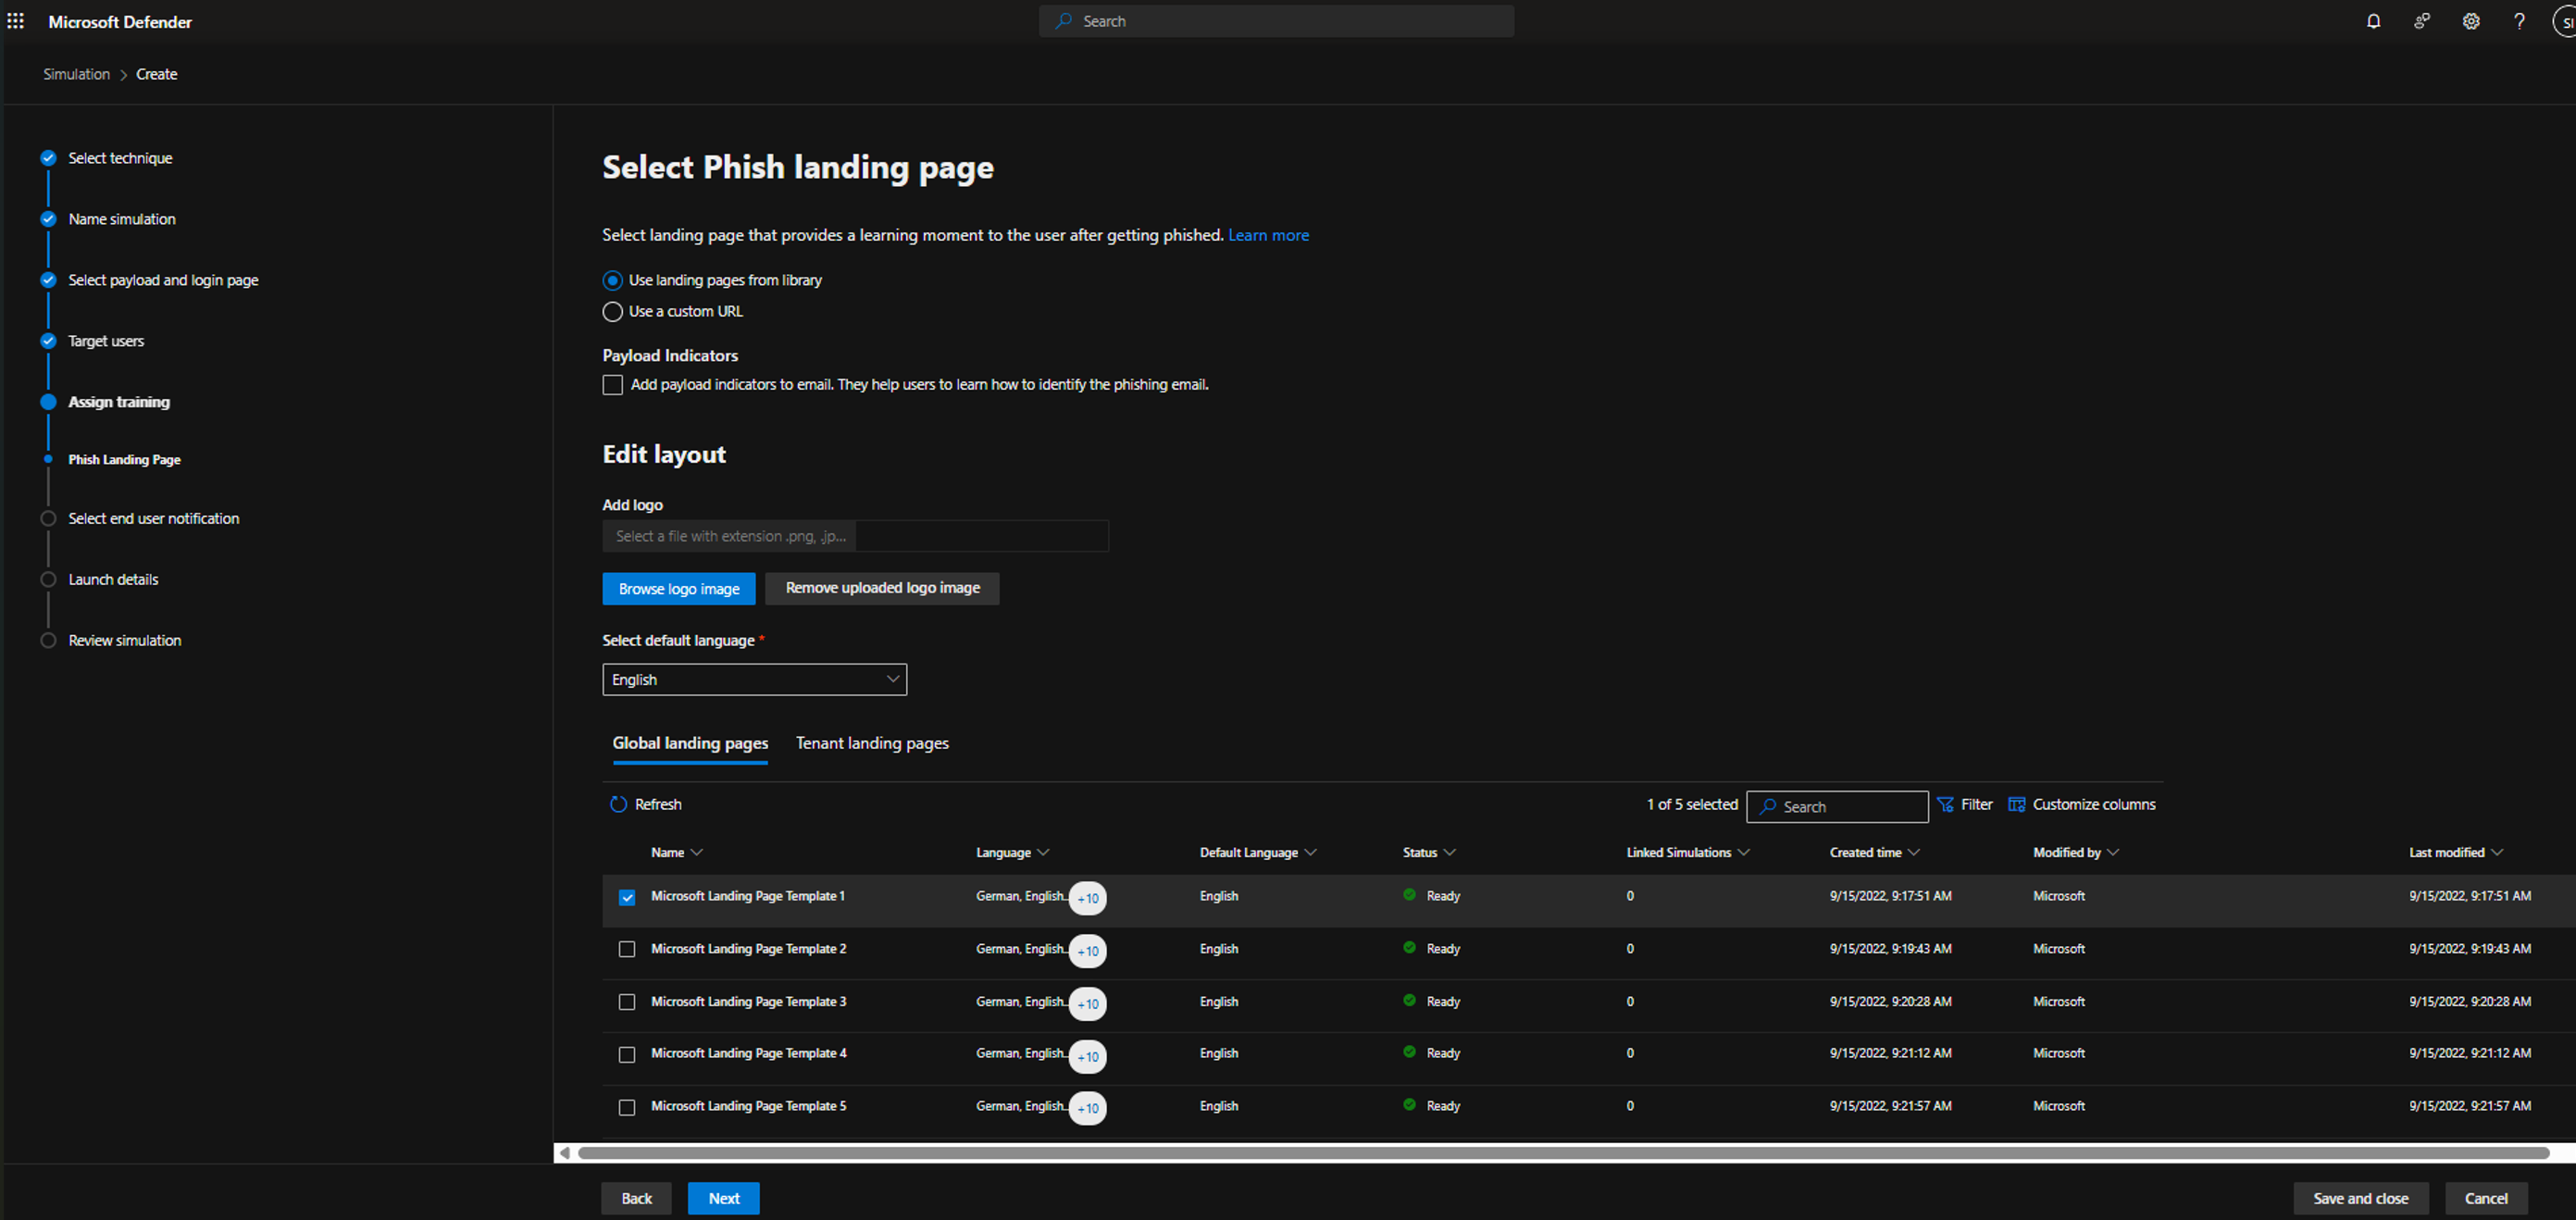 Microsoft Defender
Search
SI
Simulation > Create
Select technique
Name simulation
Select payload and login page
Target users
Assign training
Phish Landing Page
Select end user notification
Launch details
Review simulation
Select Phish landing page
Select landing page that provides a learning moment to the user after getting phished. Learn more
Use landing pages from library
Use a custom URL
Payload Indicators
Add payload indicators to email. They help users to learn how to identify the phishing email.
Edit layout
Add logo
Select a file with extension .png, .jp...
Browse logo image Remove uploaded logo image
Select default language *
English
Global landing pages Tenant landing pages
Refresh 1 of 5 selected Search Filter Customize columns
Name Language Default Language Status Linked Simulations Created time Modified by Last modified
Microsoft Landing Page Template 1 German, English... +10 English Ready 0 9/15/2022, 9:17:51 AM Microsoft 9/15/2022, 9:17:51 AM
Microsoft Landing Page Template 2 German, English... +10 English Ready 0 9/15/2022, 9:19:43 AM Microsoft 9/15/2022, 9:19:43 AM
Microsoft Landing Page Template 3 German, English... +10 English Ready 0 9/15/2022, 9:20:28 AM Microsoft 9/15/2022, 9:20:28 AM
Microsoft Landing Page Template 4 German, English... +10 English Ready 0 9/15/2022, 9:21:12 AM Microsoft 9/15/2022, 9:21:12 AM
Microsoft Landing Page Template 5 German, English... +10 English Ready 0 9/15/2022, 9:21:57 AM Microsoft 9/15/2022, 9:21:57 AM
Back Next Save and close Cancel